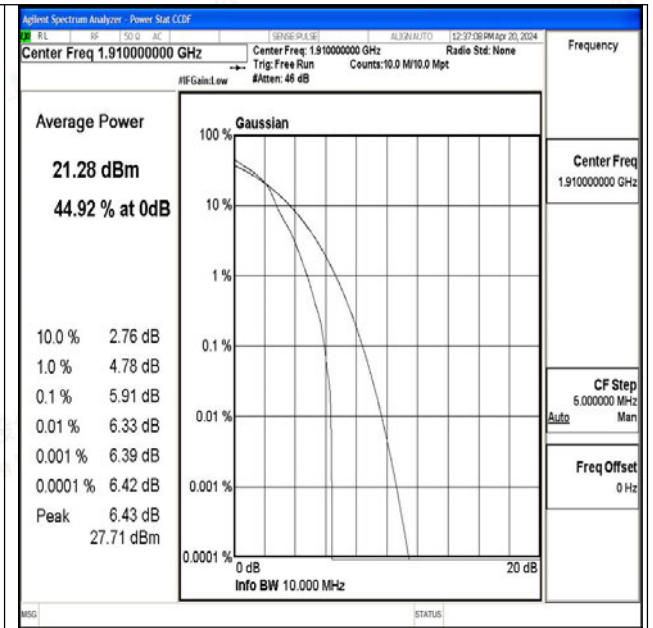 Agilent Spectrum Analyzer - Power Stat CCDF
RL RF 50 Ω AC SENSE:PULSE ALIGN AUTO 12:37:08 PM Apr 20, 2024
Center Freq 1.910000000 GHz
Center Freq: 1.910000000 GHz Radio Std: None
Trig: Free Run Counts:10.0 M/10.0 Mpt
#IFGain:Low #Atten: 46 dB
Frequency
Average Power
21.28 dBm
44.92 % at 0dB
10.0 % 2.76 dB
1.0 % 4.78 dB
0.1 % 5.91 dB
0.01 % 6.33 dB
0.001 % 6.39 dB
0.0001 % 6.42 dB
Peak 6.43 dB
27.71 dBm
Gaussian
100 %
10 %
1 %
0.1 %
0.01 %
0.001 %
0.0001 %
0 dB 20 dB
Info BW 10.000 MHz
Center Freq
1.910000000 GHz
CF Step
5.000000 MHz
Auto Man
Freq Offset
0 Hz
MSG STATUS